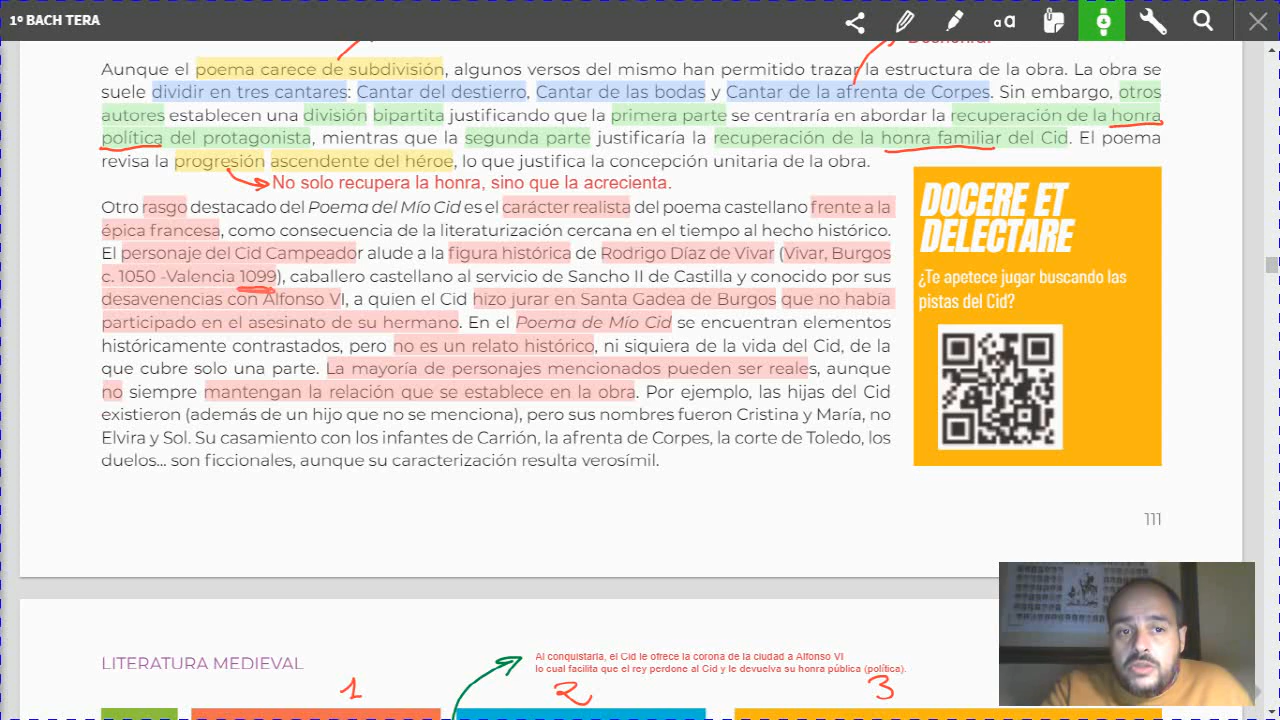 1º BACH TERA
aa
Aunque el poema carece de subdivisión, algunos versos del mismo han permitido trazar la estructura de la obra. La obra se
suele dividir en tres cantares: Cantar del destierro, Cantar de las bodas y Cantar de la afrenta de Corpes. Sin embargo, otros
autores establecen una división bipartita justificando que la primera parte se centraría en abordar la recuperación de la honra
política del protagonista, mientras que la segunda parte justificaría la recuperación de la honra familiar del Cid. El poema
revisa la progresión ascendente del héroe, lo que justifica la concepción unitaria de la obra.
No solo recupera la honra, sino que la acrecienta.
Otro rasgo destacado del Poema del Mío Cid es el carácter realista del poema castellano frente a la
épica francesa, como consecuencia de la literaturización cercana en el tiempo al hecho histórico.
El personaje del Cid Campeador alude a la figura histórica de Rodrigo Díaz de Vivar (Vivar, Burgos
c. 1050 -Valencia 1099), caballero castellano al servicio de Sancho II de Castilla y conocido por sus
desavenencias con Alfonso VI, a quien el Cid hizo jurar en Santa Gadea de Burgos que no había
participado en el asesinato de su hermano. En el Poema de Mío Cid se encuentran elementos
históricamente contrastados, pero no es un relato histórico, ni siquiera de la vida del Cid, de la
que cubre solo una parte. La mayoría de personajes mencionados pueden ser reales, aunque
no siempre mantengan la relación que se establece en la obra. Por ejemplo, las hijas del Cid
existieron (además de un hijo que no se menciona), pero sus nombres fueron Cristina y María, no
Elvira y Sol. Su casamiento con los infantes de Carrión, la afrenta de Corpes, la corte de Toledo, los
duelos... son ficcionales, aunque su caracterización resulta verosímil.
DOCERE ET
DELECTARE
¿Te apetece jugar buscando las
pistas del Cid?
111
LITERATURA MEDIEVAL
Al conquistarla, el Cid le ofrece la corona de la ciudad a Alfonso VI
lo cual facilita que el rey perdone al Cid y le devuelva su honra pública (política).
1 2 3